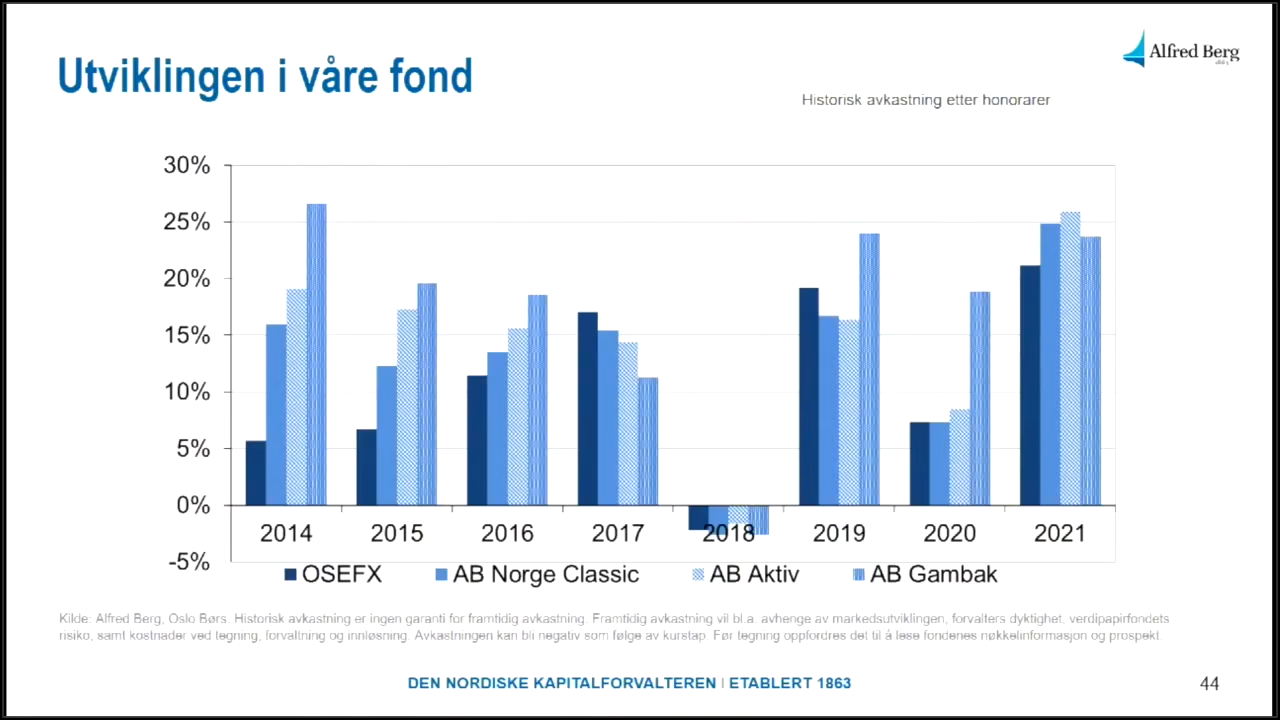 Utviklingen i våre fond
Alfred Berg
Historisk avkastning etter honorarer
30%
25%
20%
15%
10%
5%
0%
-5%
2014 2015 2016 2017 2018 2019 2020 2021
OSEFX AB Norge Classic AB Aktiv AB Gambak
Kilde: Alfred Berg, Oslo Børs. Historisk avkastning er ingen garanti for framtidig avkastning. Framtidig avkastning vil bl.a. avhenge av markedsutviklingen, forvalters dyktighet, verdipapirfondets
risiko, samt kostnader ved tegning, forvaltning og innløsning. Avkastningen kan bli negativ som følge av kurstap. Før tegning oppfordres det til å lese fondenes nøkkelinformasjon og prospekt.
DEN NORDISKE KAPITALFORVALTEREN | ETABLERT 1863
44